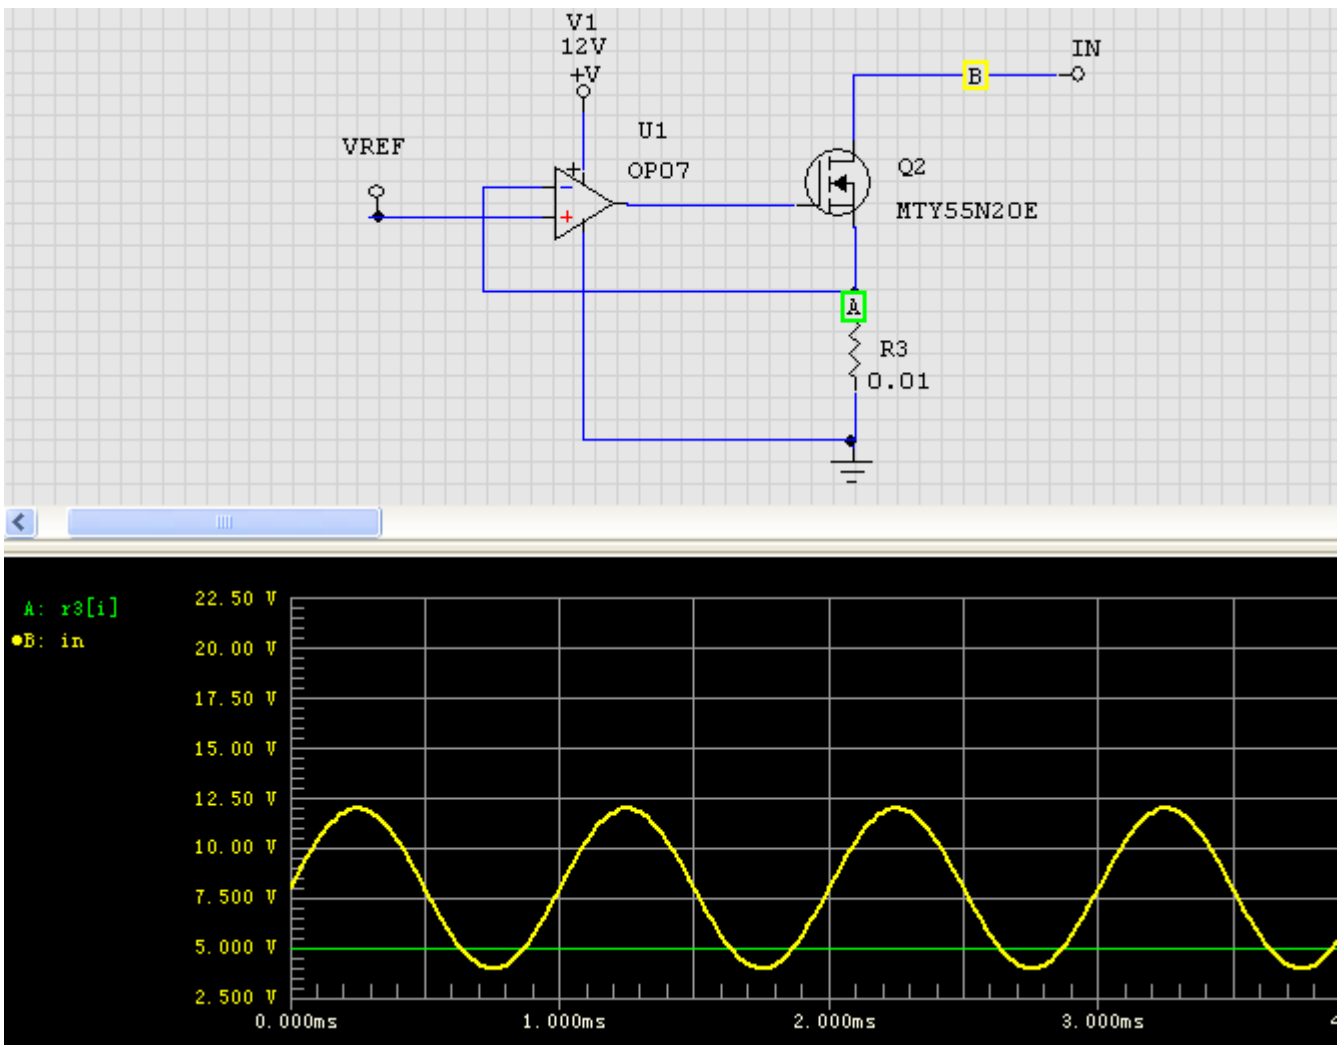 V1
12V
+V
IN
B
VREF
U1
OP07
Q2
MTY55N20E
+
-
+
A
R3
0.01
A: r3[i]
B: in
22.50 V
20.00 V
17.50 V
15.00 V
12.50 V
10.00 V
7.500 V
5.000 V
2.500 V
0.000ms
1.000ms
2.000ms
3.000ms
4